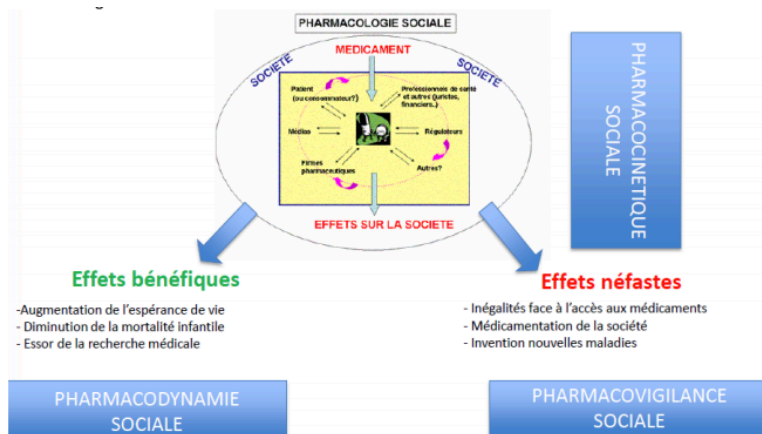 PHARMACOLOGIE SOCIALE
MEDICAMENT
SOCIETE
SOCIETE
Patient
(ou consommateur?)
Professionnels de santé
et autres (juristes,
financiers..)
Médias
Régulateurs
Firmes
pharmaceutiques
Autres?
EFFETS SUR LA SOCIETE
PHARMACOCINETIQUE
SOCIALE
Effets bénéfiques
-Augmentation de l'espérance de vie
- Diminution de la mortalité infantile
- Essor de la recherche médicale
Effets néfastes
- Inégalités face à l'accès aux médicaments
- Médicamentation de la société
- Invention nouvelles maladies
PHARMACODYNAMIE
SOCIALE
PHARMACOVIGILANCE
SOCIALE